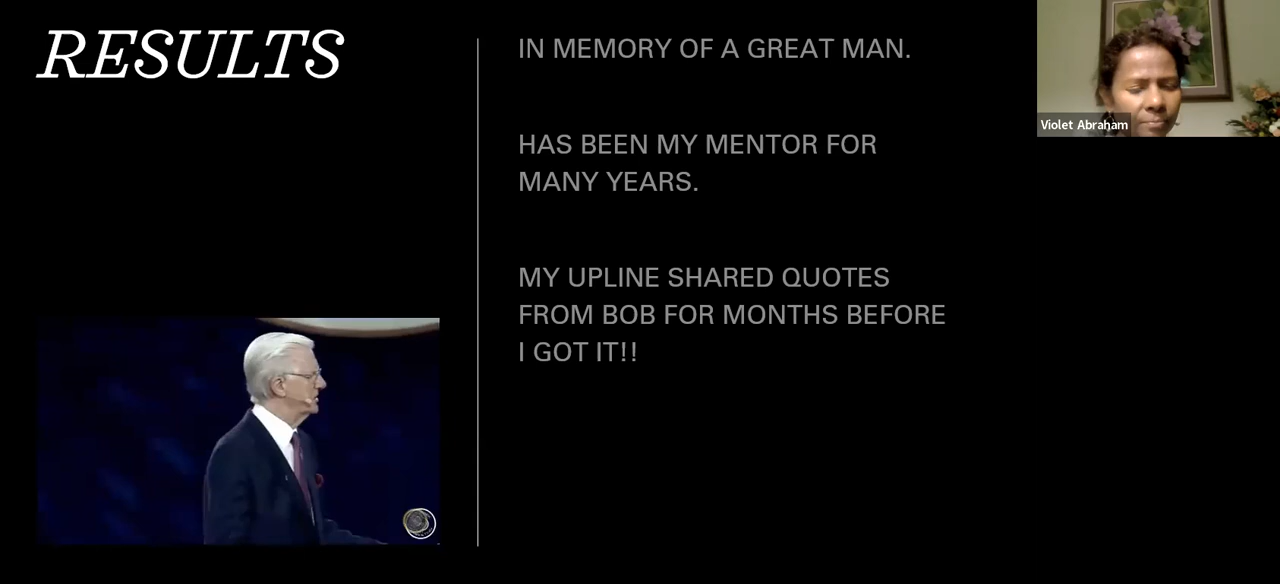 RESULTS
IN MEMORY OF A GREAT MAN.
HAS BEEN MY MENTOR FOR
MANY YEARS.
MY UPLINE SHARED QUOTES
FROM BOB FOR MONTHS BEFORE
I GOT IT!!
Violet Abraham